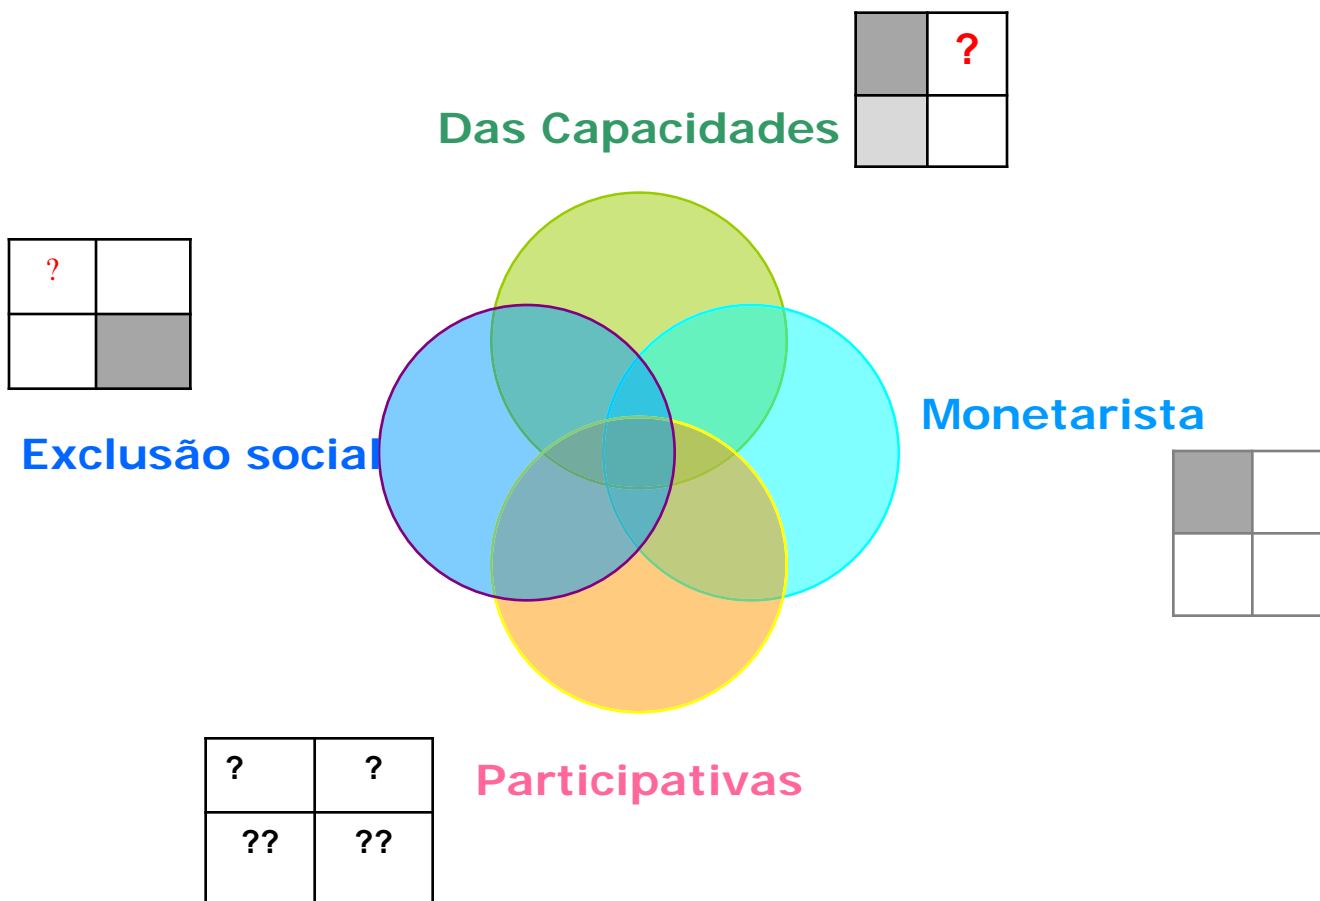 ?
Das Capacidades
?
Monetarista
Exclusão social
? ?
Participativas
?? ??